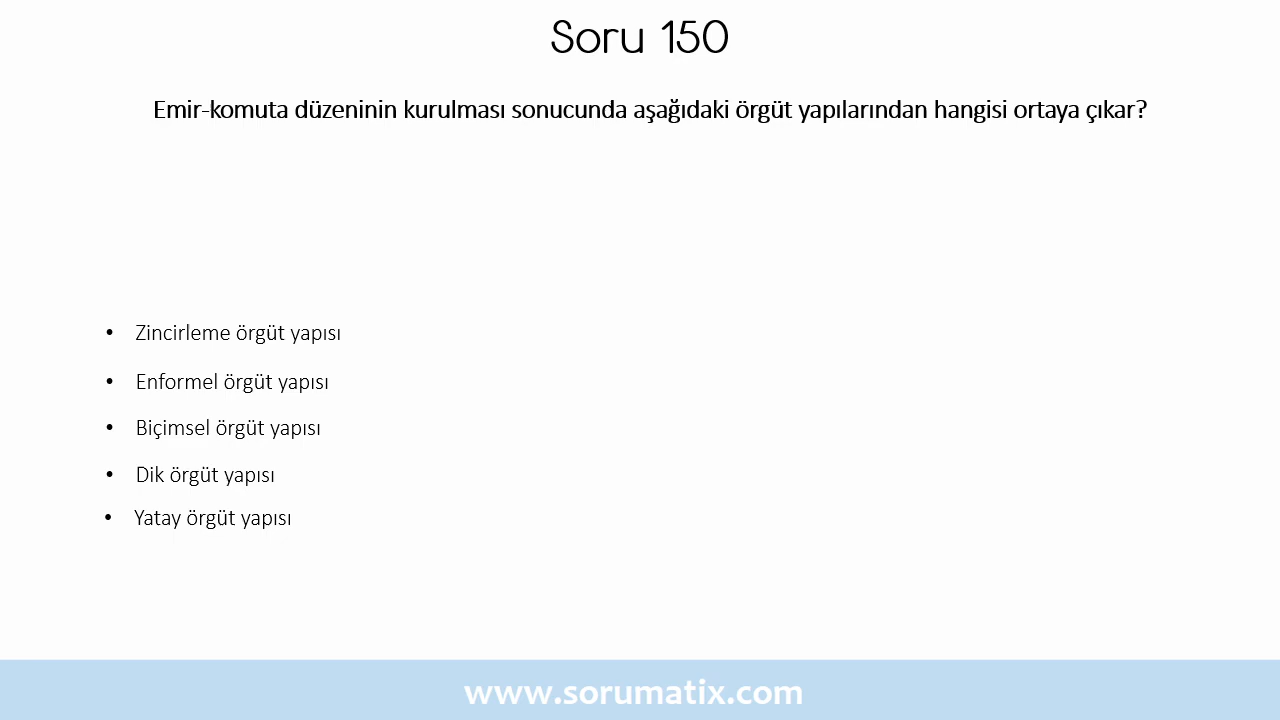 Soru 150
Emir-komuta düzeninin kurulması sonucunda aşağıdaki örgüt yapılarından hangisi ortaya çıkar?
• Zincirleme örgüt yapısı
• Enformel örgüt yapısı
• Biçimsel örgüt yapısı
• Dik örgüt yapısı
• Yatay örgüt yapısı
www.sorumatix.com